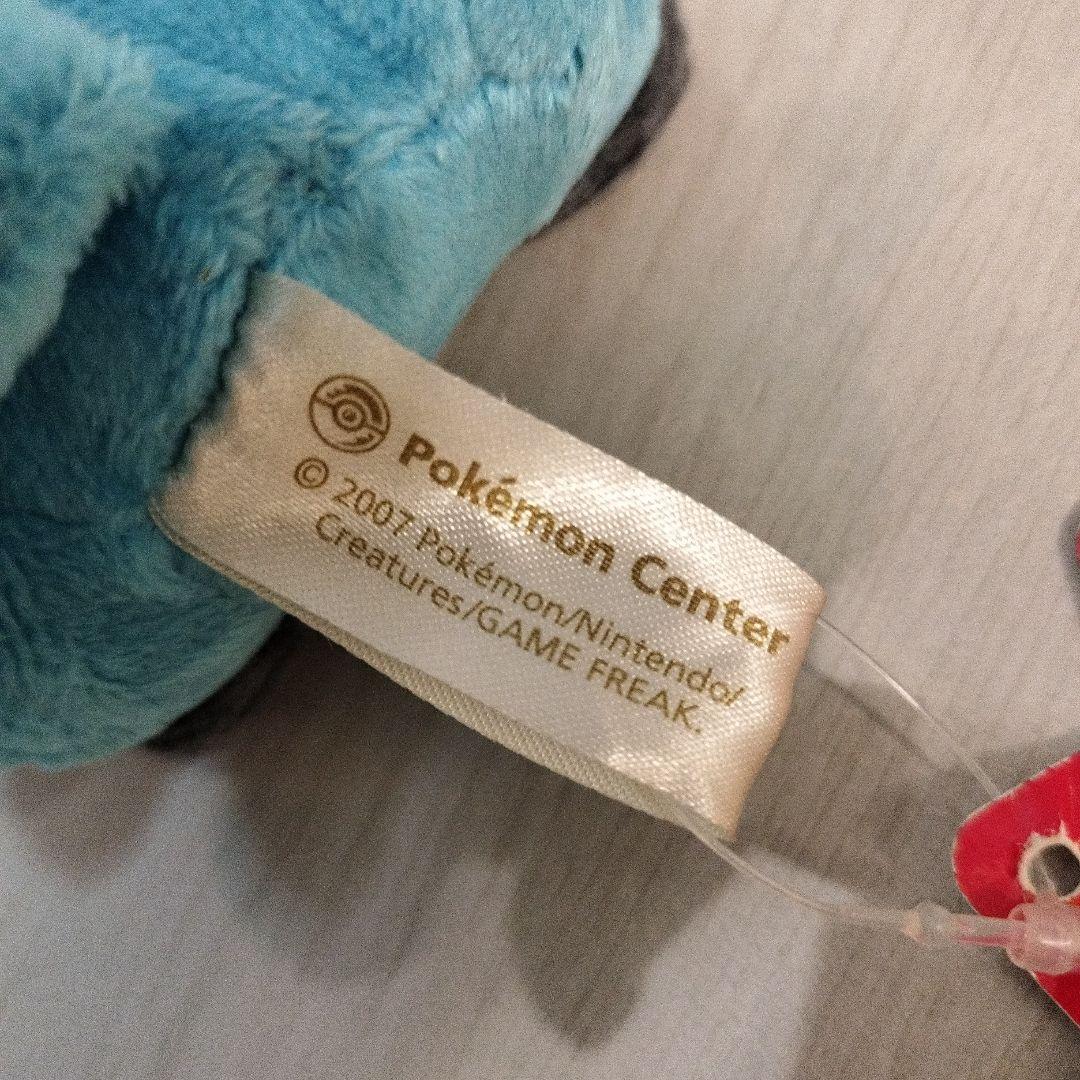 Pokémon Center
© 2007 Pokémon/Nintendo/
Creatures/GAME FREAK.